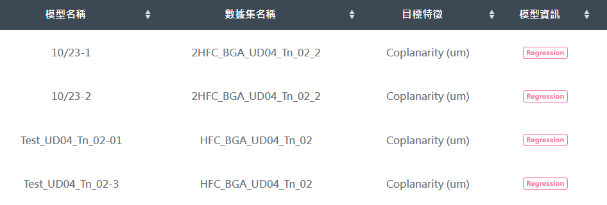 模型名稱 數據集名稱 目標特徵 模型資訊
10/23-1 2HFC_BGA_UD04_Tn_02_2 Coplanarity (um) Regression
10/23-2 2HFC_BGA_UD04_Tn_02_2 Coplanarity (um) Regression
Test_UD04_Tn_02-01 HFC_BGA_UD04_Tn_02 Coplanarity (um) Regression
Test_UD04_Tn_02-3 HFC_BGA_UD04_Tn_02 Coplanarity (um) Regression